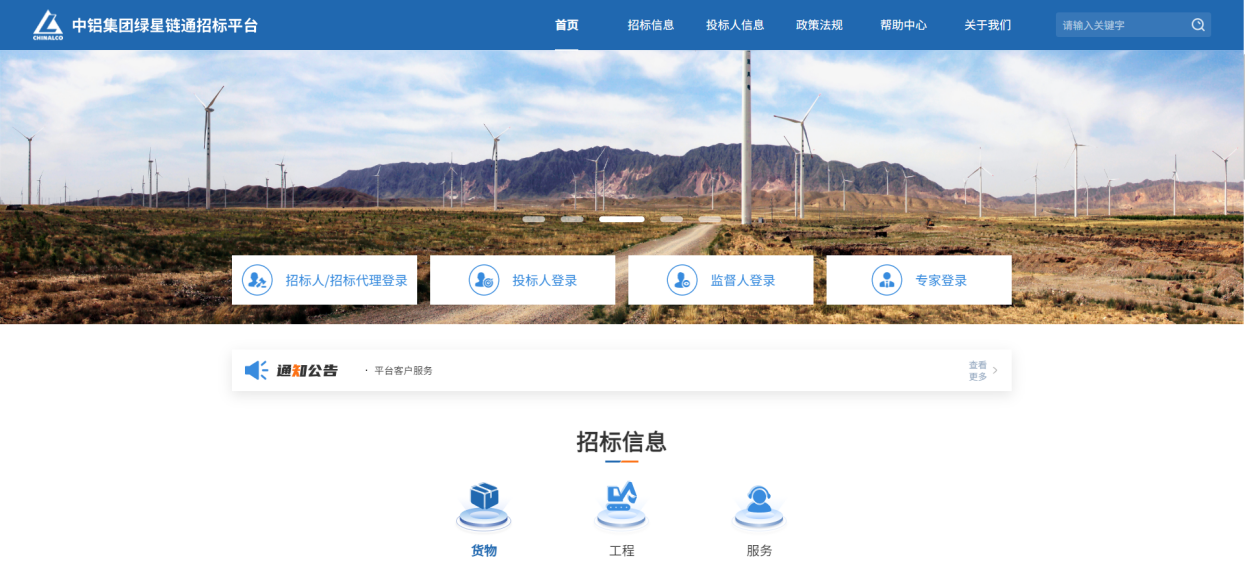 CHINALCO
中铝集团绿星链通招标平台
首页
招标信息
投标人信息
政策法规
帮助中心
关于我们
请输入关键字
招标人/招标代理登录
投标人登录
监督人登录
专家登录
通知公告
· 平台客户服务
查看
更多
招标信息
货物
工程
服务